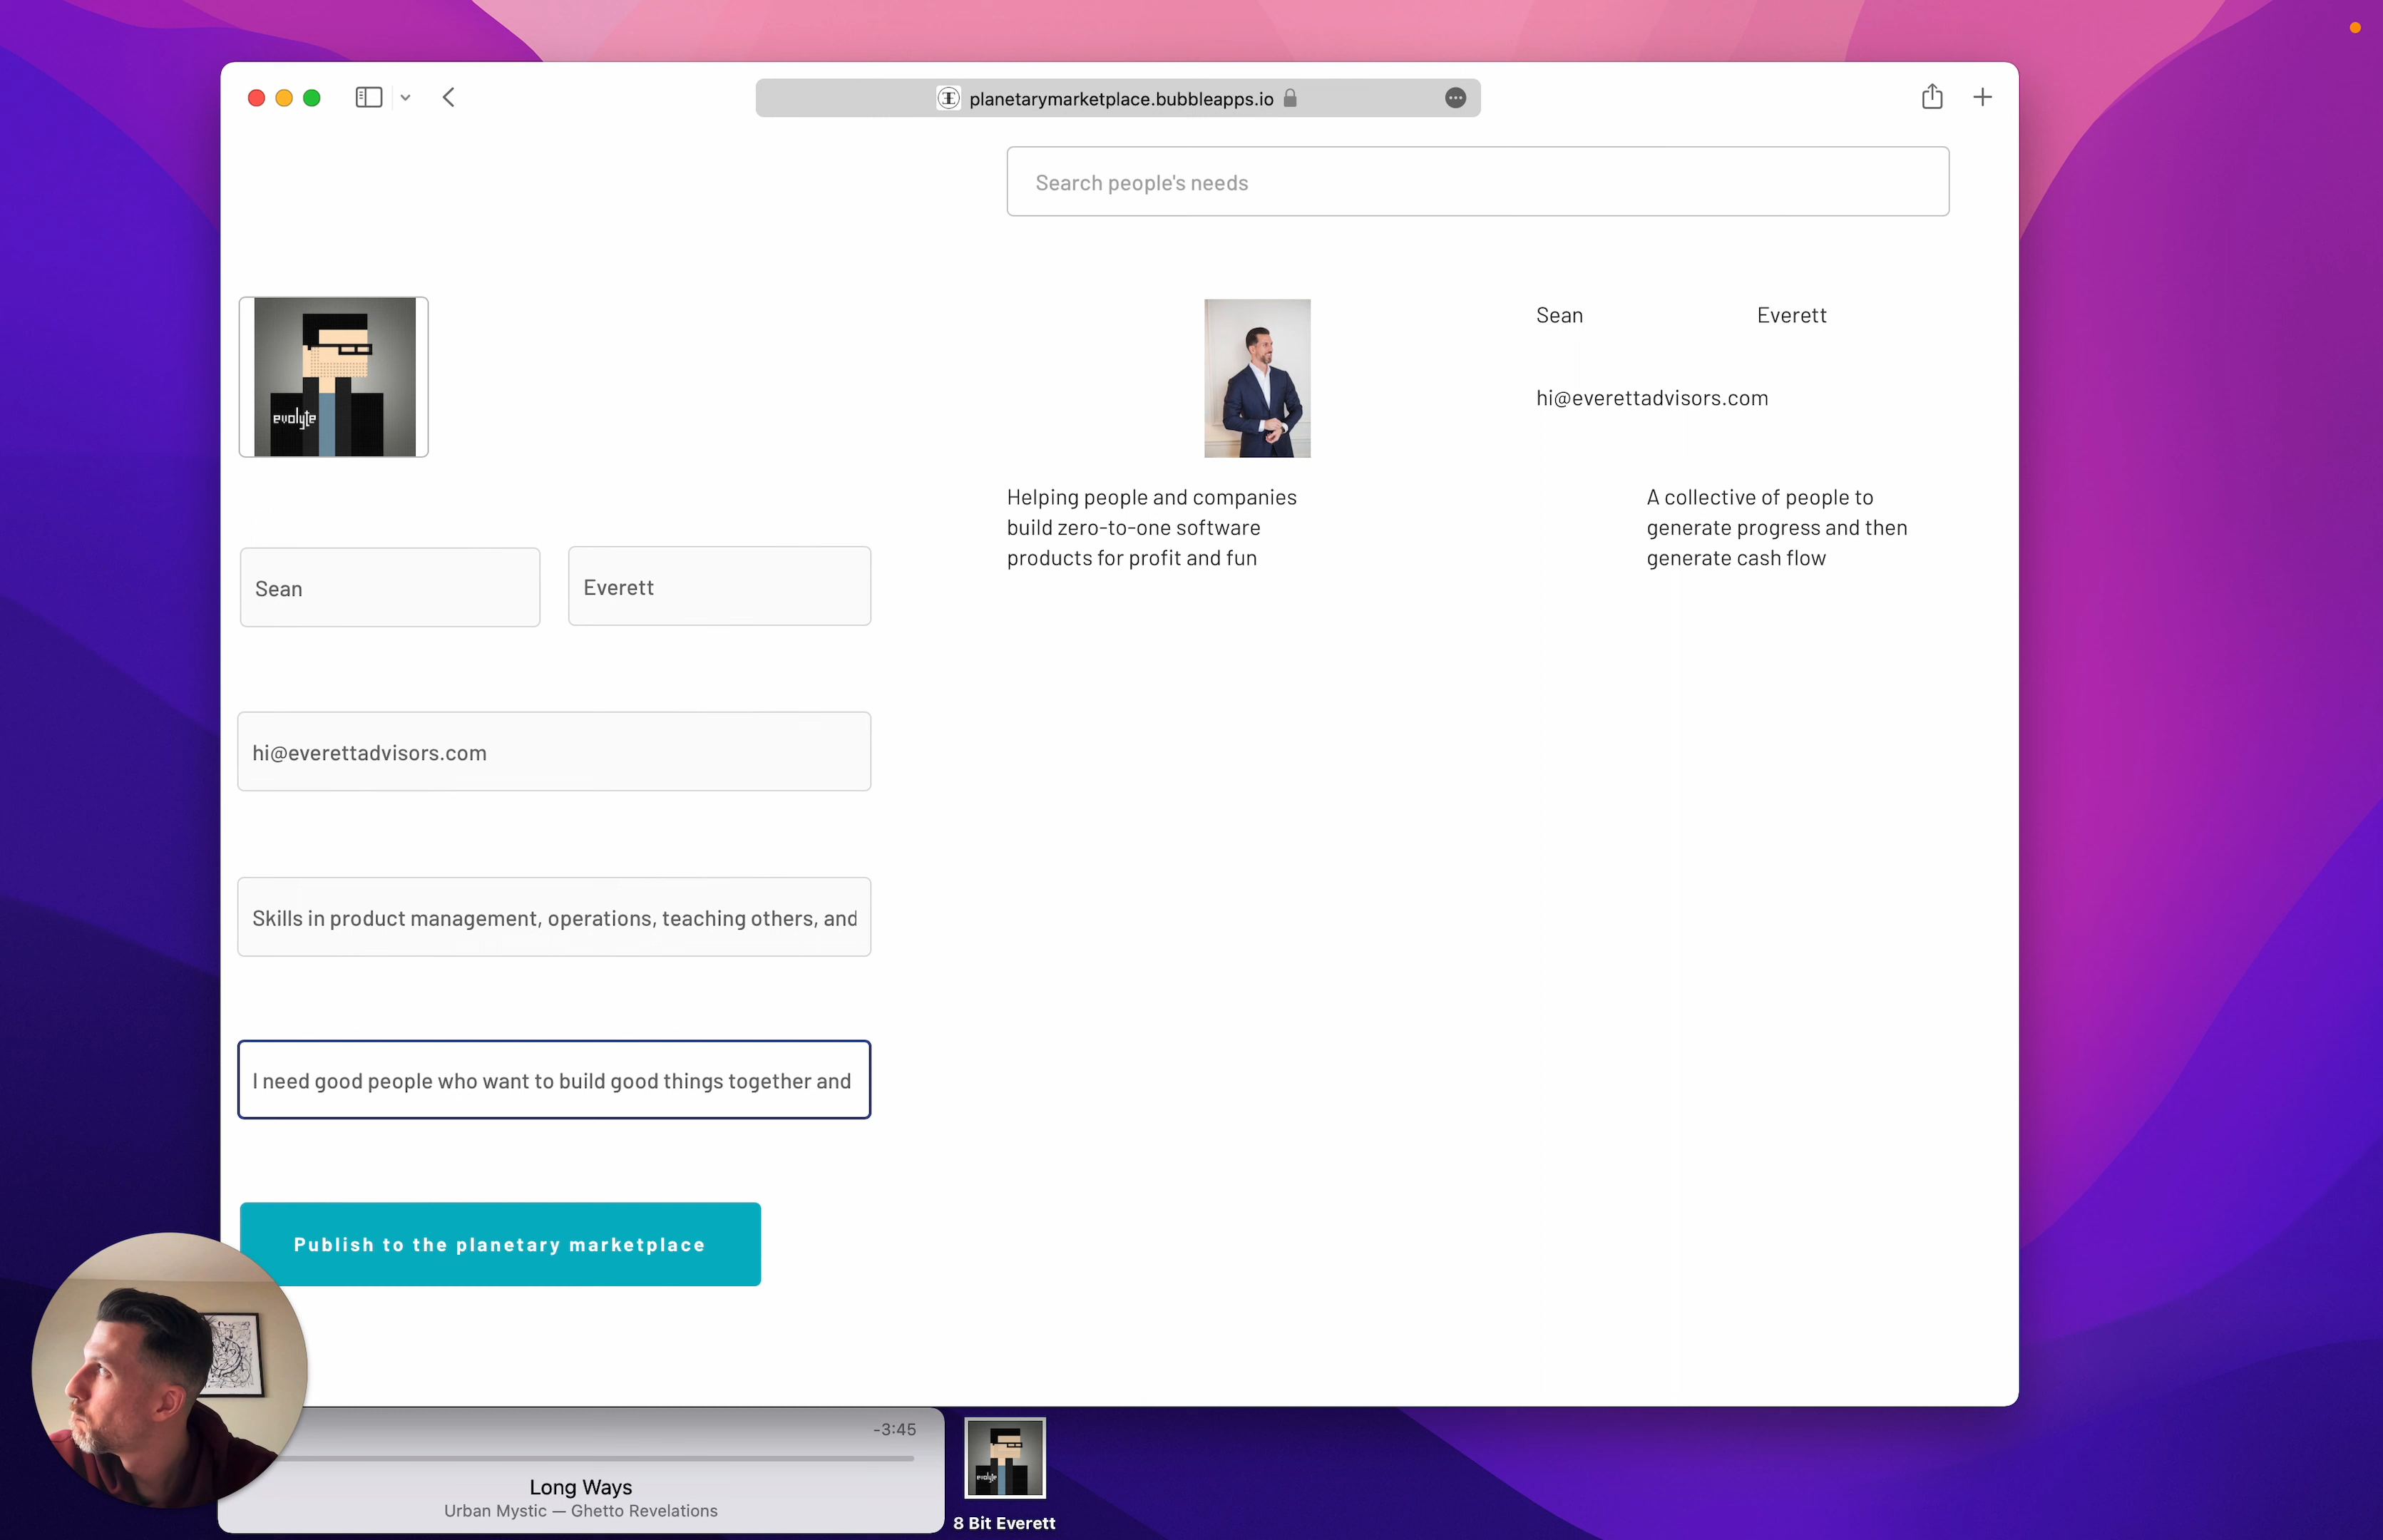 planetarymarketplace.bubbleapps.io
Search people's needs
evolyte
Sean
Everett
hi@everettadvisors.com
Helping people and companies
build zero-to-one software
products for profit and fun
A collective of people to
generate progress and then
generate cash flow
Sean
Everett
hi@everettadvisors.com
Skills in product management, operations, teaching others, and
I need good people who want to build good things together and
Publish to the planetary marketplace
-3:45
Long Ways
Urban Mystic — Ghetto Revelations
evolyte
8 Bit Everett